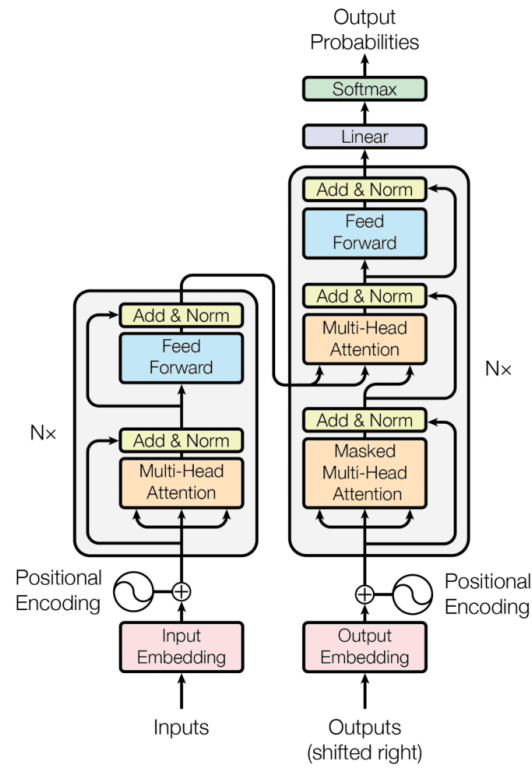 Output
Probabilities
Softmax
Linear
Add & Norm
Feed
Forward
Add & Norm
Multi-Head
Attention
Add & Norm
Masked
Multi-Head
Attention
N×
Add & Norm
Feed
Forward
N×
Add & Norm
Multi-Head
Attention
Positional
Encoding
Positional
Encoding
Input
Embedding
Output
Embedding
Inputs
Outputs
(shifted right)